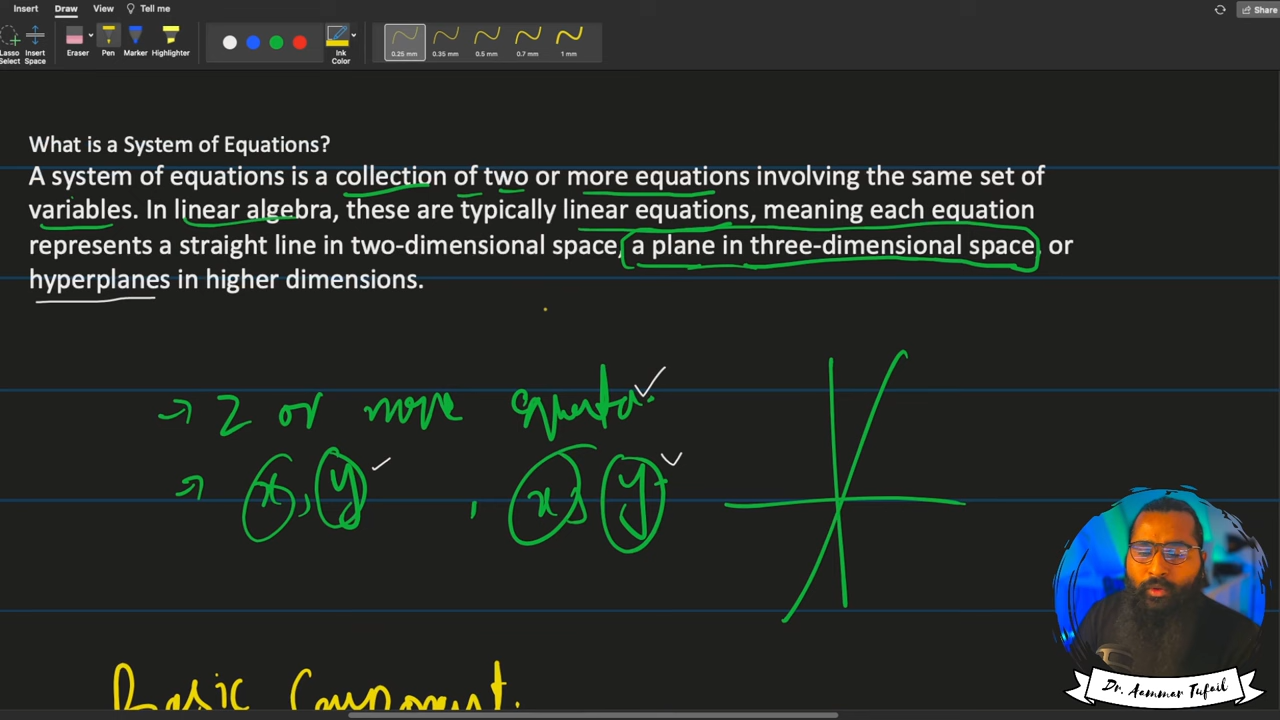 Insert Draw View Tell me
Share
Lasso Select
Insert Space
Eraser
Pen
Marker
Highlighter
Ink Color
0.25 mm 0.35 mm 0.5 mm 0.7 mm 1 mm
What is a System of Equations?
A system of equations is a collection of two or more equations involving the same set of
variables. In linear algebra, these are typically linear equations, meaning each equation
represents a straight line in two-dimensional space, a plane in three-dimensional space, or
hyperplanes in higher dimensions.
→ 2 or more
→ x, y , x, y
Basic Component.
Dr. Aammar Tufail